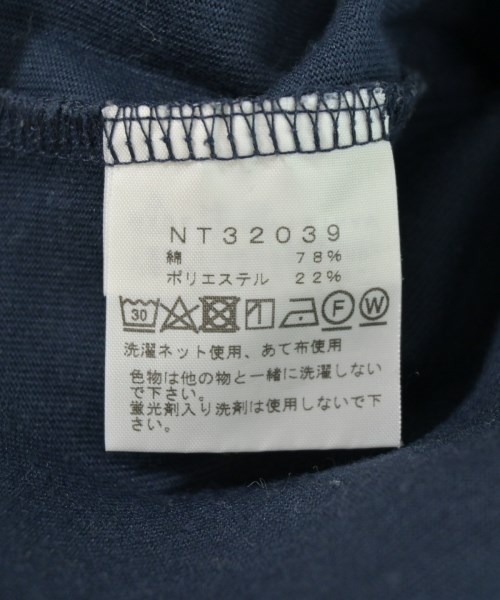 NT32039
綿 78%
ポリエステル 22%
30 F W
洗濯ネット使用、あて布使用
色物は他の物と一緒に洗濯しない
で下さい。
蛍光剤入り洗剤は使用しないで下
さい。